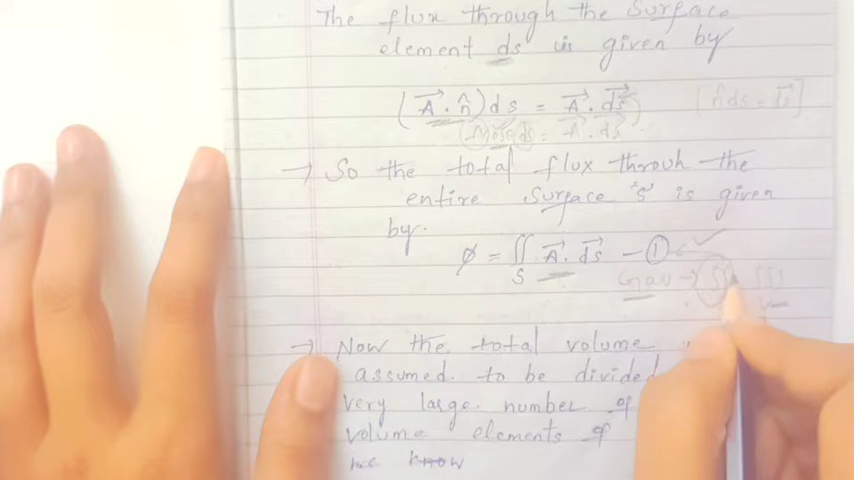 The flux through the Surface
element ds is given by
(A⃗ . n̂) ds = A⃗ . ds⃗ [n̂ ds = ds⃗]
= A⃗ . ds⃗
→ So the total flux throuh the
entire surface 's' is given
by.
ϕ = ∬ A⃗ . ds⃗ — ① ✓
S
→ Now the total volume
assumed. to be divided
very large number of
volume elements of
know